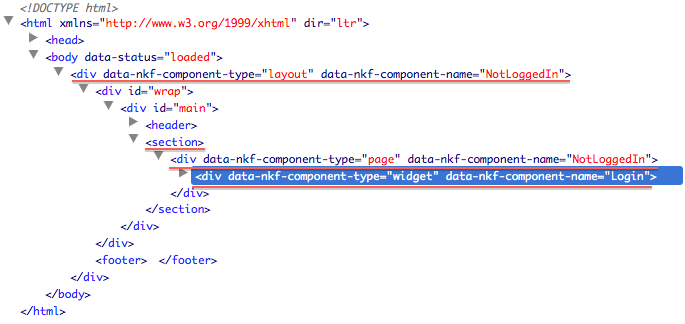 <!DOCTYPE html>
<html xmlns="http://www.w3.org/1999/xhtml" dir="ltr">
<head>
<body data-status="loaded">
<div data-nkf-component-type="layout" data-nkf-component-name="NotLoggedIn">
<div id="wrap">
<div id="main">
<header>
<section>
<div data-nkf-component-type="page" data-nkf-component-name="NotLoggedIn">
<div data-nkf-component-type="widget" data-nkf-component-name="Login">
</div>
</section>
</div>
</div>
<footer> </footer>
</div>
</body>
</html>